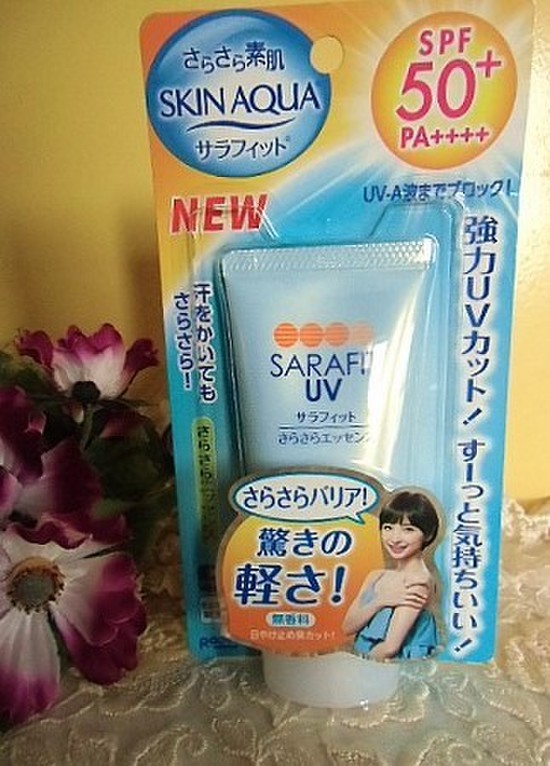 さらさら素肌
SKIN AQUA
サラフィット
SPF
50+
PA++++
UV-A波までブロック!
NEW
強力UVカット! すーっと気持ちいい!
汗をかいても
さらさら!
SARAFIT
UV
サラフィット
さらさらエッセンス
さらさらバリア!
驚きの
軽さ!
無香料